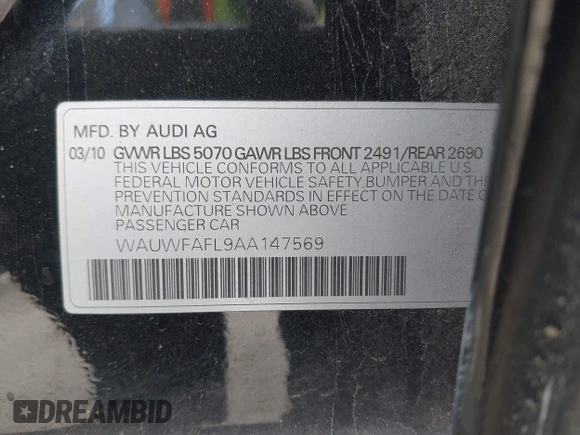 MFD. BY AUDI AG
03/10 GVWR LBS 5070 GAWR LBS FRONT 2491/REAR 2690
THIS VEHICLE CONFORMS TO ALL APPLICABLE U.S.
FEDERAL MOTOR VEHICLE SAFETY, BUMPER AND THE
PREVENTION STANDARDS IN EFFECT ON THE DATE O
MANUFACTURE SHOWN ABOVE
PASSENGER CAR
WAUWFAFL9AA147569
DREAMBID